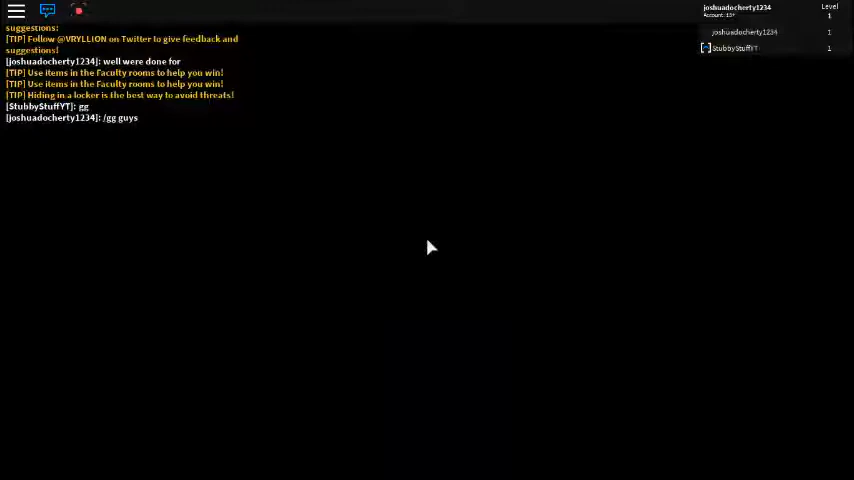 joshuadocherty1234
Account: 13+
Level
1
suggestions!
[TIP] Follow @VRYLLION on Twitter to give feedback and
suggestions!
[joshuadocherty1234]: well were done for
[TIP] Use items in the Faculty rooms to help you win!
[TIP] Use items in the Faculty rooms to help you win!
[TIP] Hiding in a locker is the best way to avoid threats!
[StubbyStuffYT]: gg
[joshuadocherty1234]: /gg guys
joshuadocherty1234 1
StubbyStuffYT 1